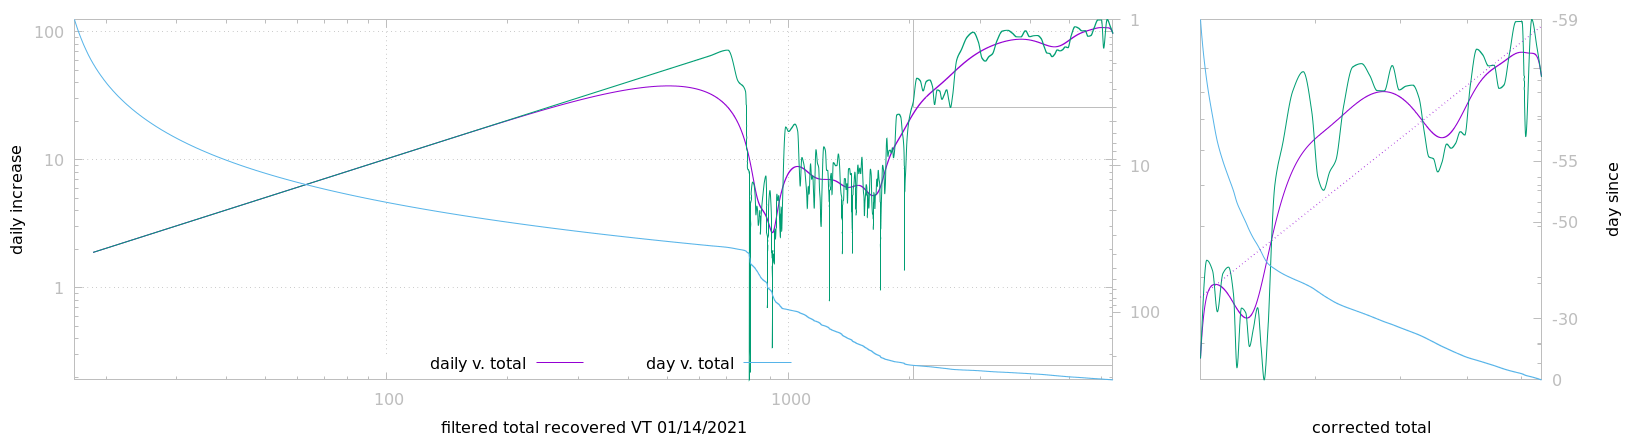 100
10
1
daily increase
1
10
100
daily v. total
day v. total
100
1000
filtered total recovered VT 01/14/2021
-59
-55
-50
-30
0
day since
corrected total